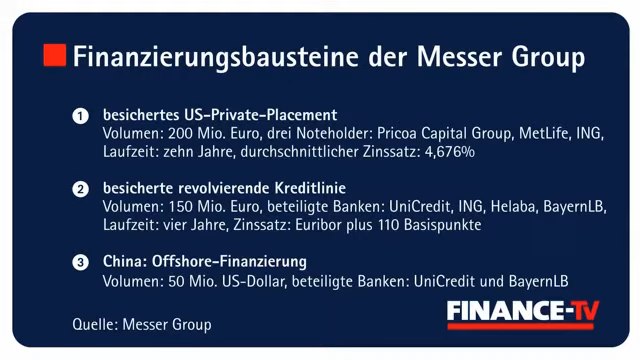 Finanzierungsbausteine der Messer Group
1 besichertes US-Private-Placement
Volumen: 200 Mio. Euro, drei Noteholder: Pricoa Capital Group, MetLife, ING,
Laufzeit: zehn Jahre, durchschnittlicher Zinssatz: 4,676%
2 besicherte revolvierende Kreditlinie
Volumen: 150 Mio. Euro, beteiligte Banken: UniCredit, ING, Helaba, BayernLB,
Laufzeit: vier Jahre, Zinssatz: Euribor plus 110 Basispunkte
3 China: Offshore-Finanzierung
Volumen: 50 Mio. US-Dollar, beteiligte Banken: UniCredit und BayernLB
FINANCE-TV
Quelle: Messer Group